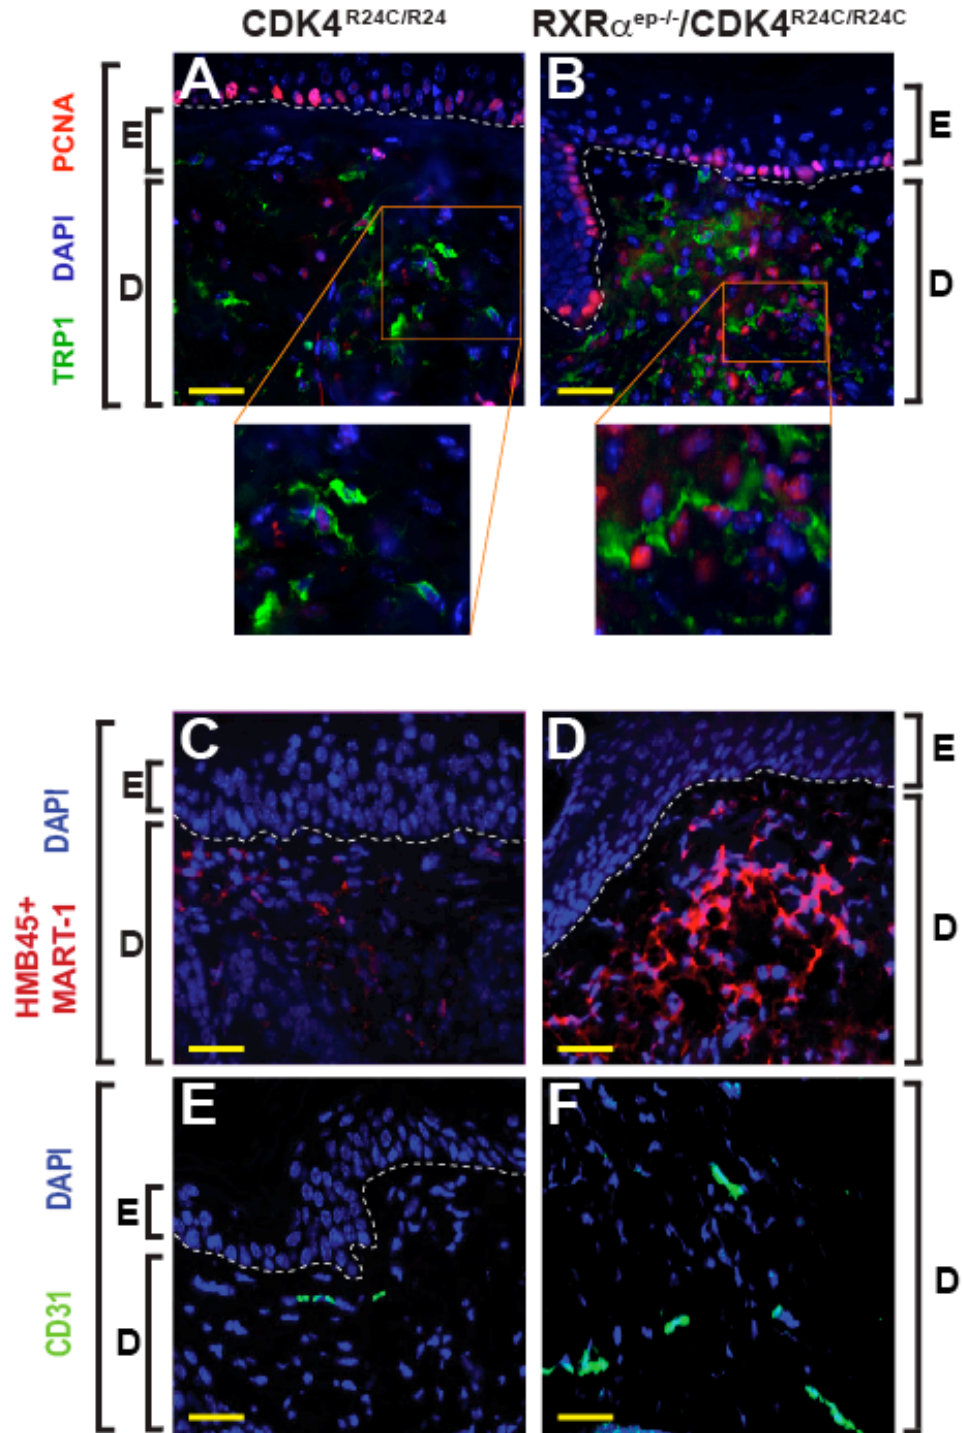 CDK4R24C/R24
RXRαep-/-/CDK4R24C/R24C
A
B
E
E
D
D
TRP1 DAPI PCNA
C
D
E
E
D
D
HMB45+
MART-1
DAPI
E
F
E
D
D
CD31 DAPI